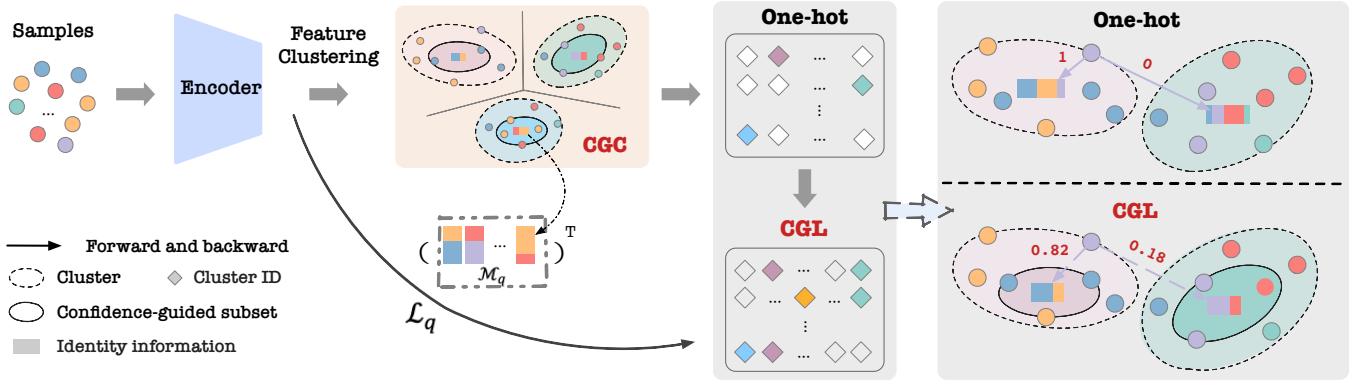 Samples
...
Encoder
Feature
Clustering
CGC
( ... )T
𝓜q
𝓛q
Forward and backward
Cluster
Cluster ID
Confidence-guided subset
Identity information
One-hot
...
...
⋮
...
CGL
...
... ...
⋮
...
One-hot
1
0
CGL
0.82
0.18